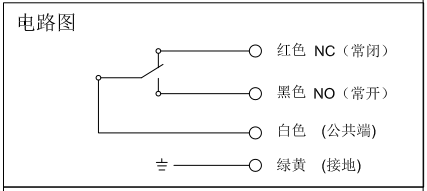 电路图
红色 NC（常闭）
黑色 NO（常开）
白色 （公共端）
绿黄 （接地）